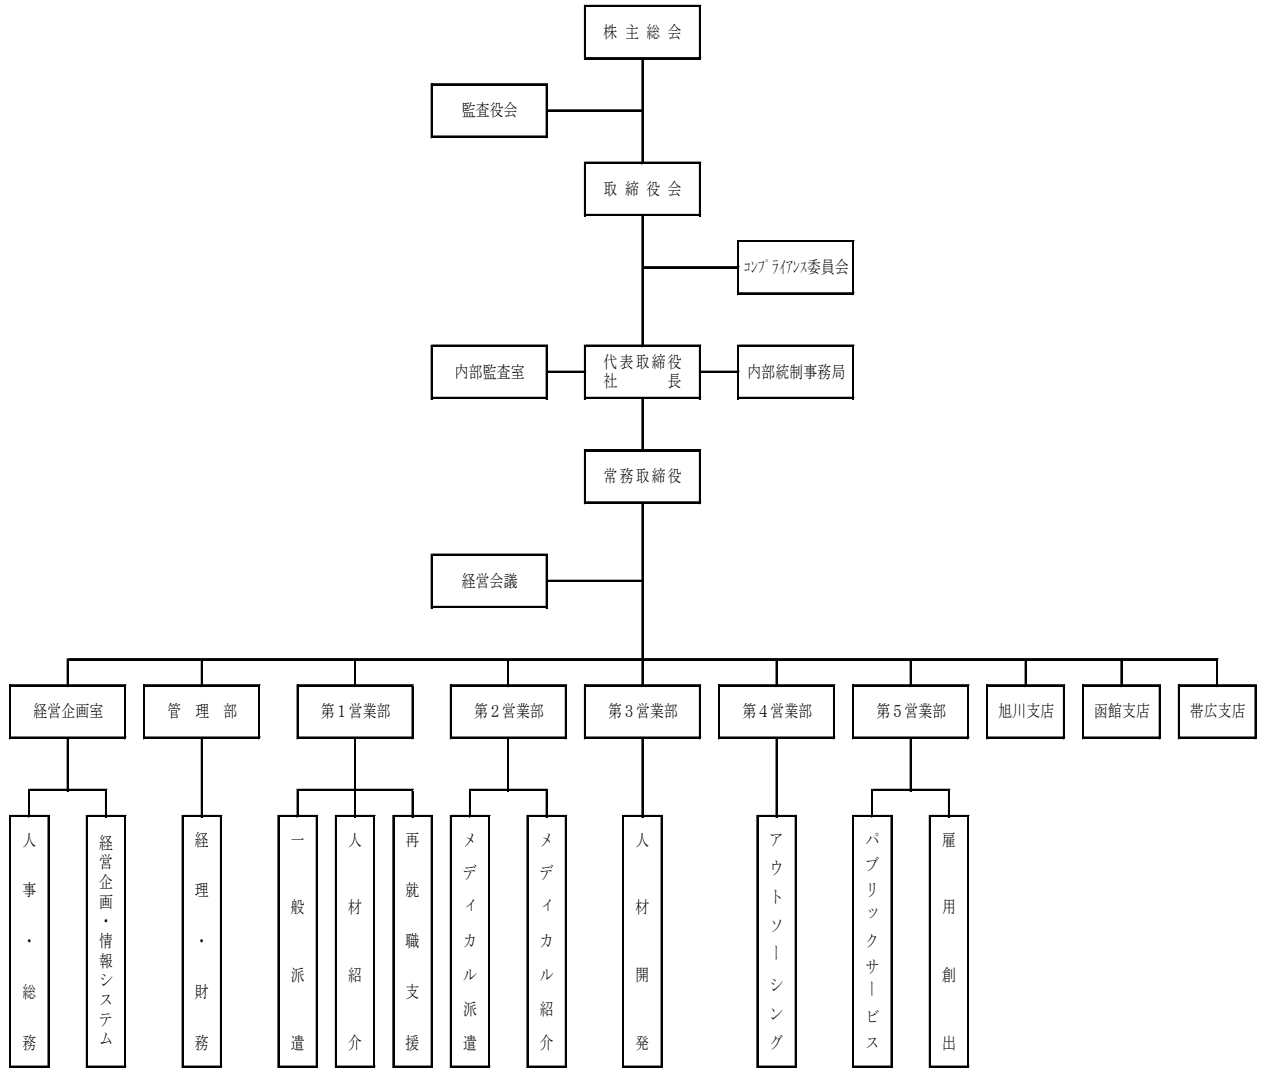 株主総会
監査役会
取締役会
コンプライアンス委員会
内部監査室
代表取締役
社長
内部統制事務局
常務取締役
経営会議
経営企画室
管理部
第1営業部
第2営業部
第3営業部
第4営業部
第5営業部
旭川支店
函館支店
帯広支店
人事・総務
経営企画・情報システム
経理・財務
一般派遣
人材紹介
再就職支援
メディカル派遣
メディカル紹介
人材開発
アウトソーシング
パブリックサービス
雇用創出